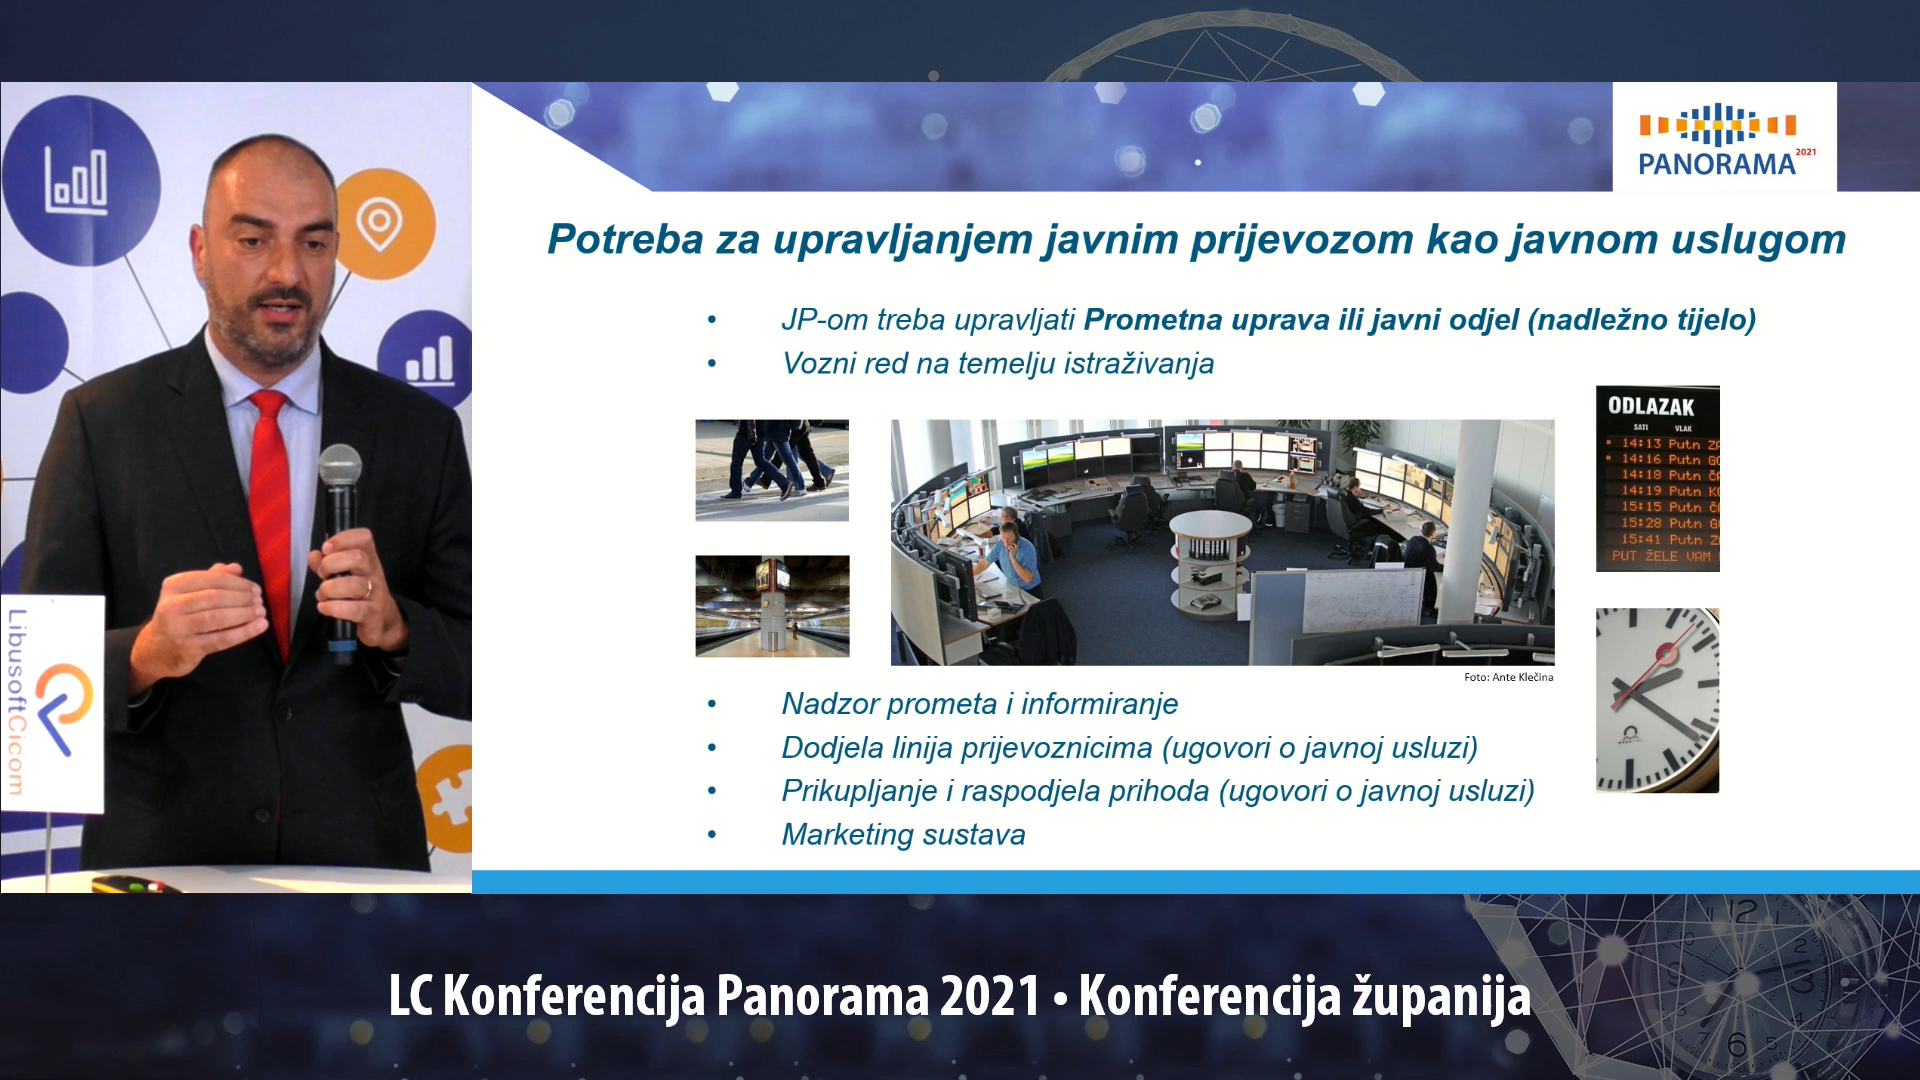 PANORAMA 2021
Potreba za upravljanjem javnim prijevozom kao javnom uslugom
• JP-om treba upravljati Prometna uprava ili javni odjel (nadležno tijelo)
• Vozni red na temelju istraživanja
ODLAZAK
SATI VLAK
14:13 Putn
14:16 Putn
14:18 Putn
14:19 Putn
15:15 Putn
15:28 Putn
15:41 Putn
PUT ŽELE VAM
Foto: Ante Klečina
• Nadzor prometa i informiranje
• Dodjela linija prijevoznicima (ugovori o javnoj usluzi)
• Prikupljanje i raspodjela prihoda (ugovori o javnoj usluzi)
• Marketing sustava
LibusoftCicom
LC Konferencija Panorama 2021 • Konferencija županija